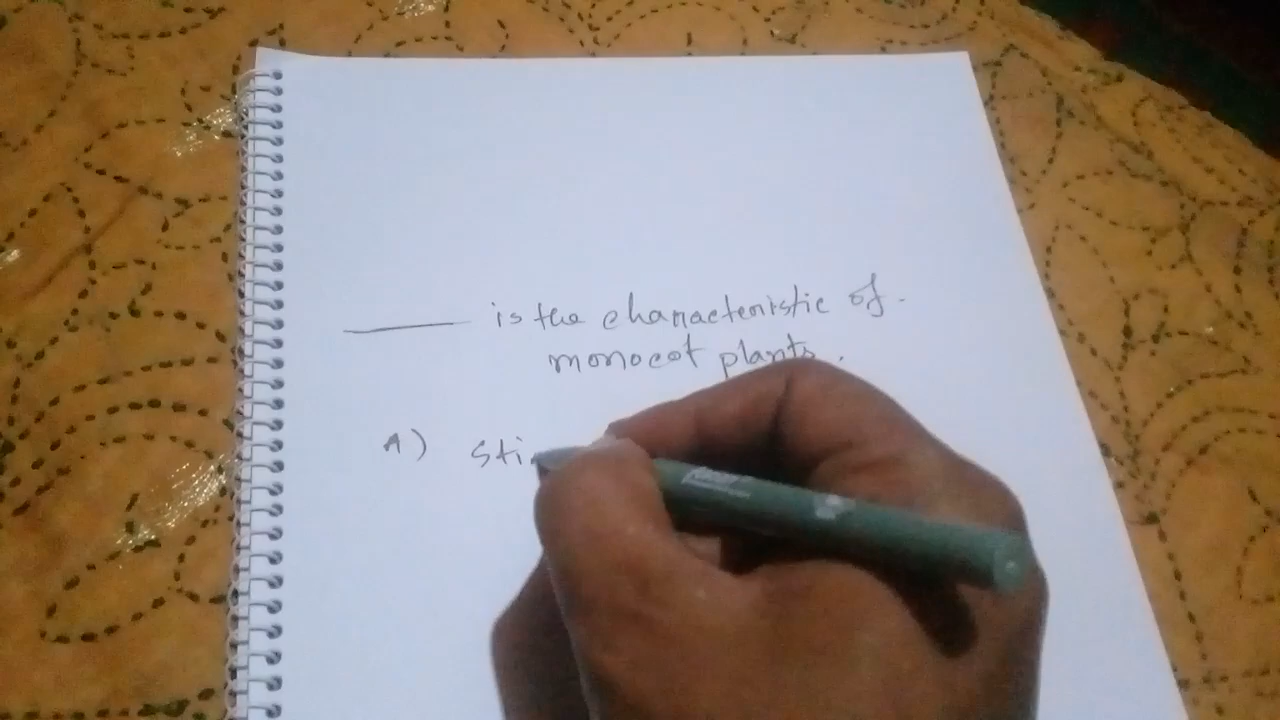 ______ is the characteristic of.
monocot plants.
A) Sti